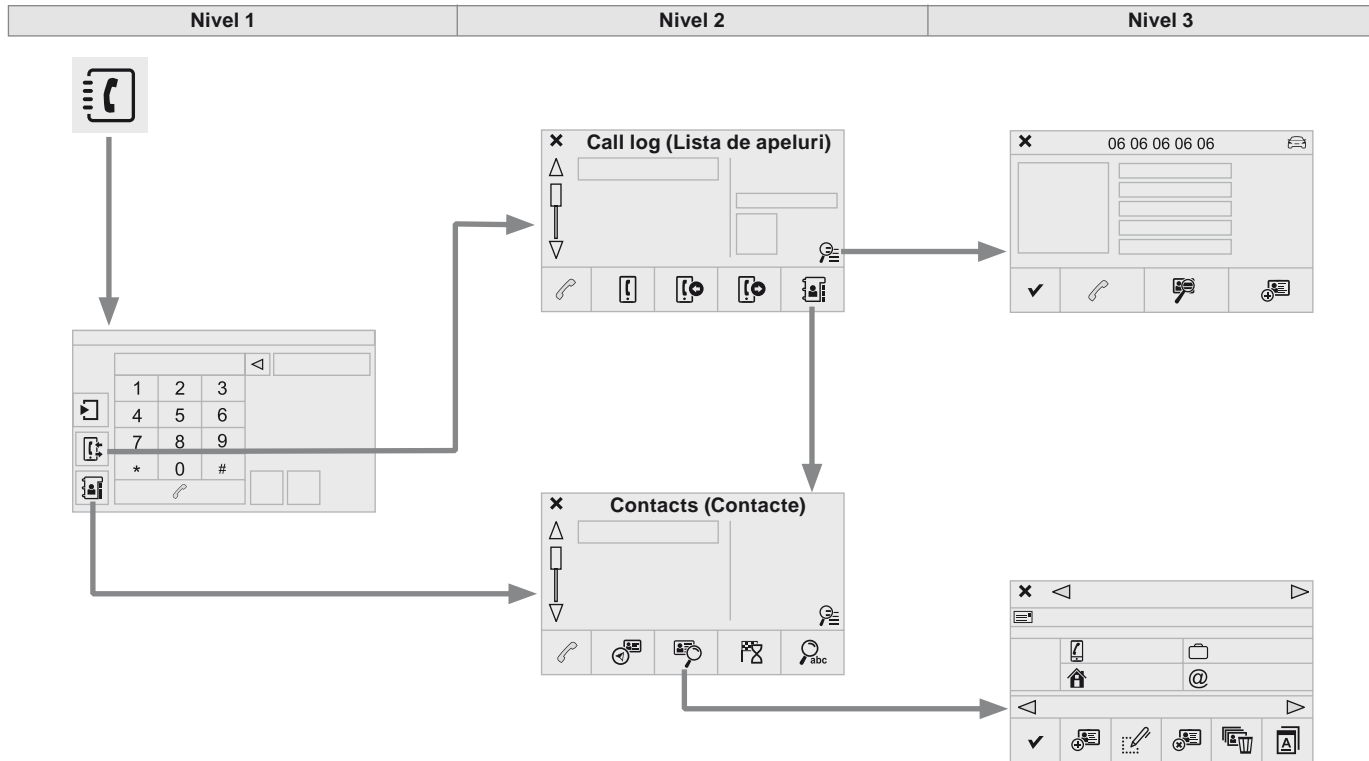 Nivel 1 Nivel 2 Nivel 3
Call log (Lista de apeluri)
06 06 06 06 06
1 2 3
4 5 6
7 8 9
* 0 #
Contacts (Contacte)
abc
@
A